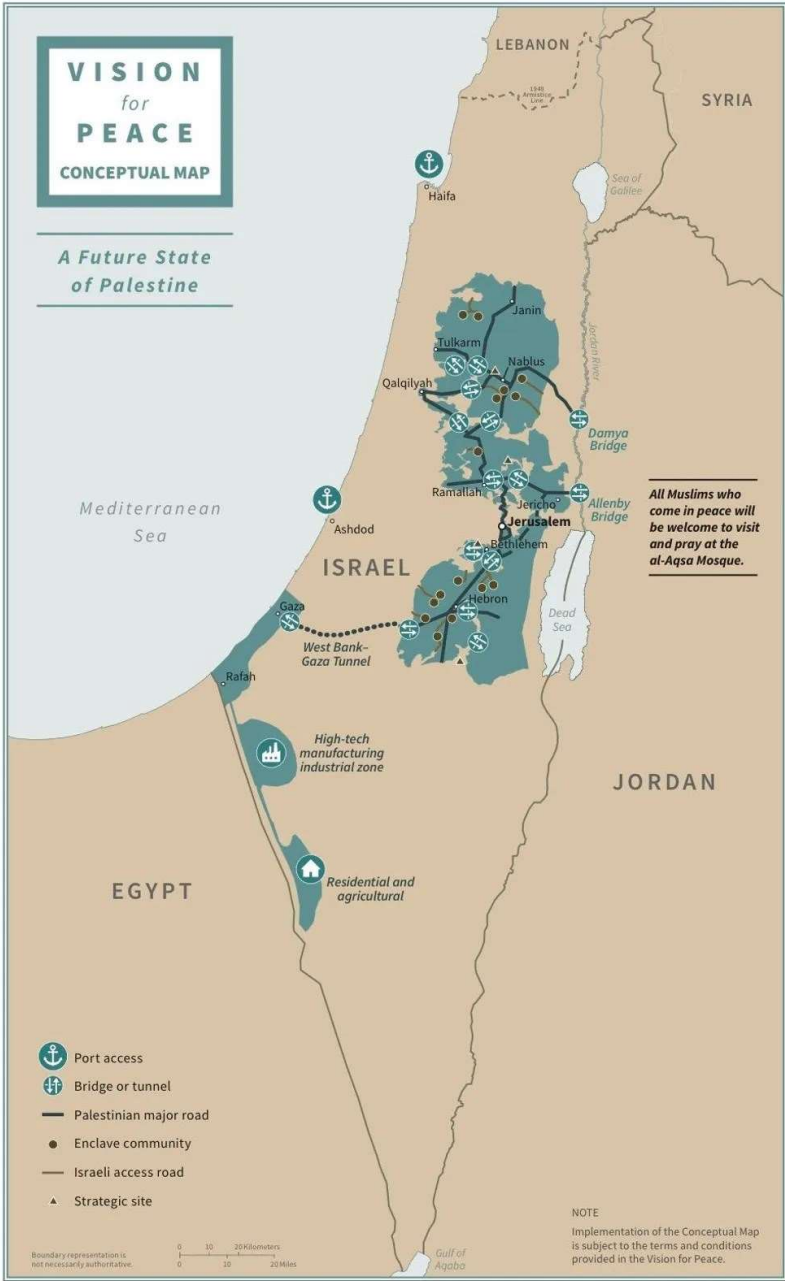 VISION
for
PEACE
CONCEPTUAL MAP
A Future State
of Palestine
LEBANON
1949
Armistice
Line
SYRIA
Haifa
Sea of
Galilee
Janin
Tulkarm
Jordan River
Nablus
Qalqilyah
Damya
Bridge
Mediterranean
Sea
Ramallah
Jericho
Allenby
Bridge
All Muslims who
come in peace will
be welcome to visit
and pray at the
al-Aqsa Mosque.
Ashdod
Jerusalem
Bethlehem
ISRAEL
Gaza
Hebron
Dead
Sea
West Bank–
Gaza Tunnel
Rafah
High-tech
manufacturing
industrial zone
JORDAN
EGYPT
Residential and
agricultural
Port access
Bridge or tunnel
Palestinian major road
Enclave community
Israeli access road
Strategic site
Boundary representation is
not necessarily authoritative.
0 10 20 Kilometers
0 10 20 Miles
Gulf of
Aqaba
NOTE
Implementation of the Conceptual Map
is subject to the terms and conditions
provided in the Vision for Peace.